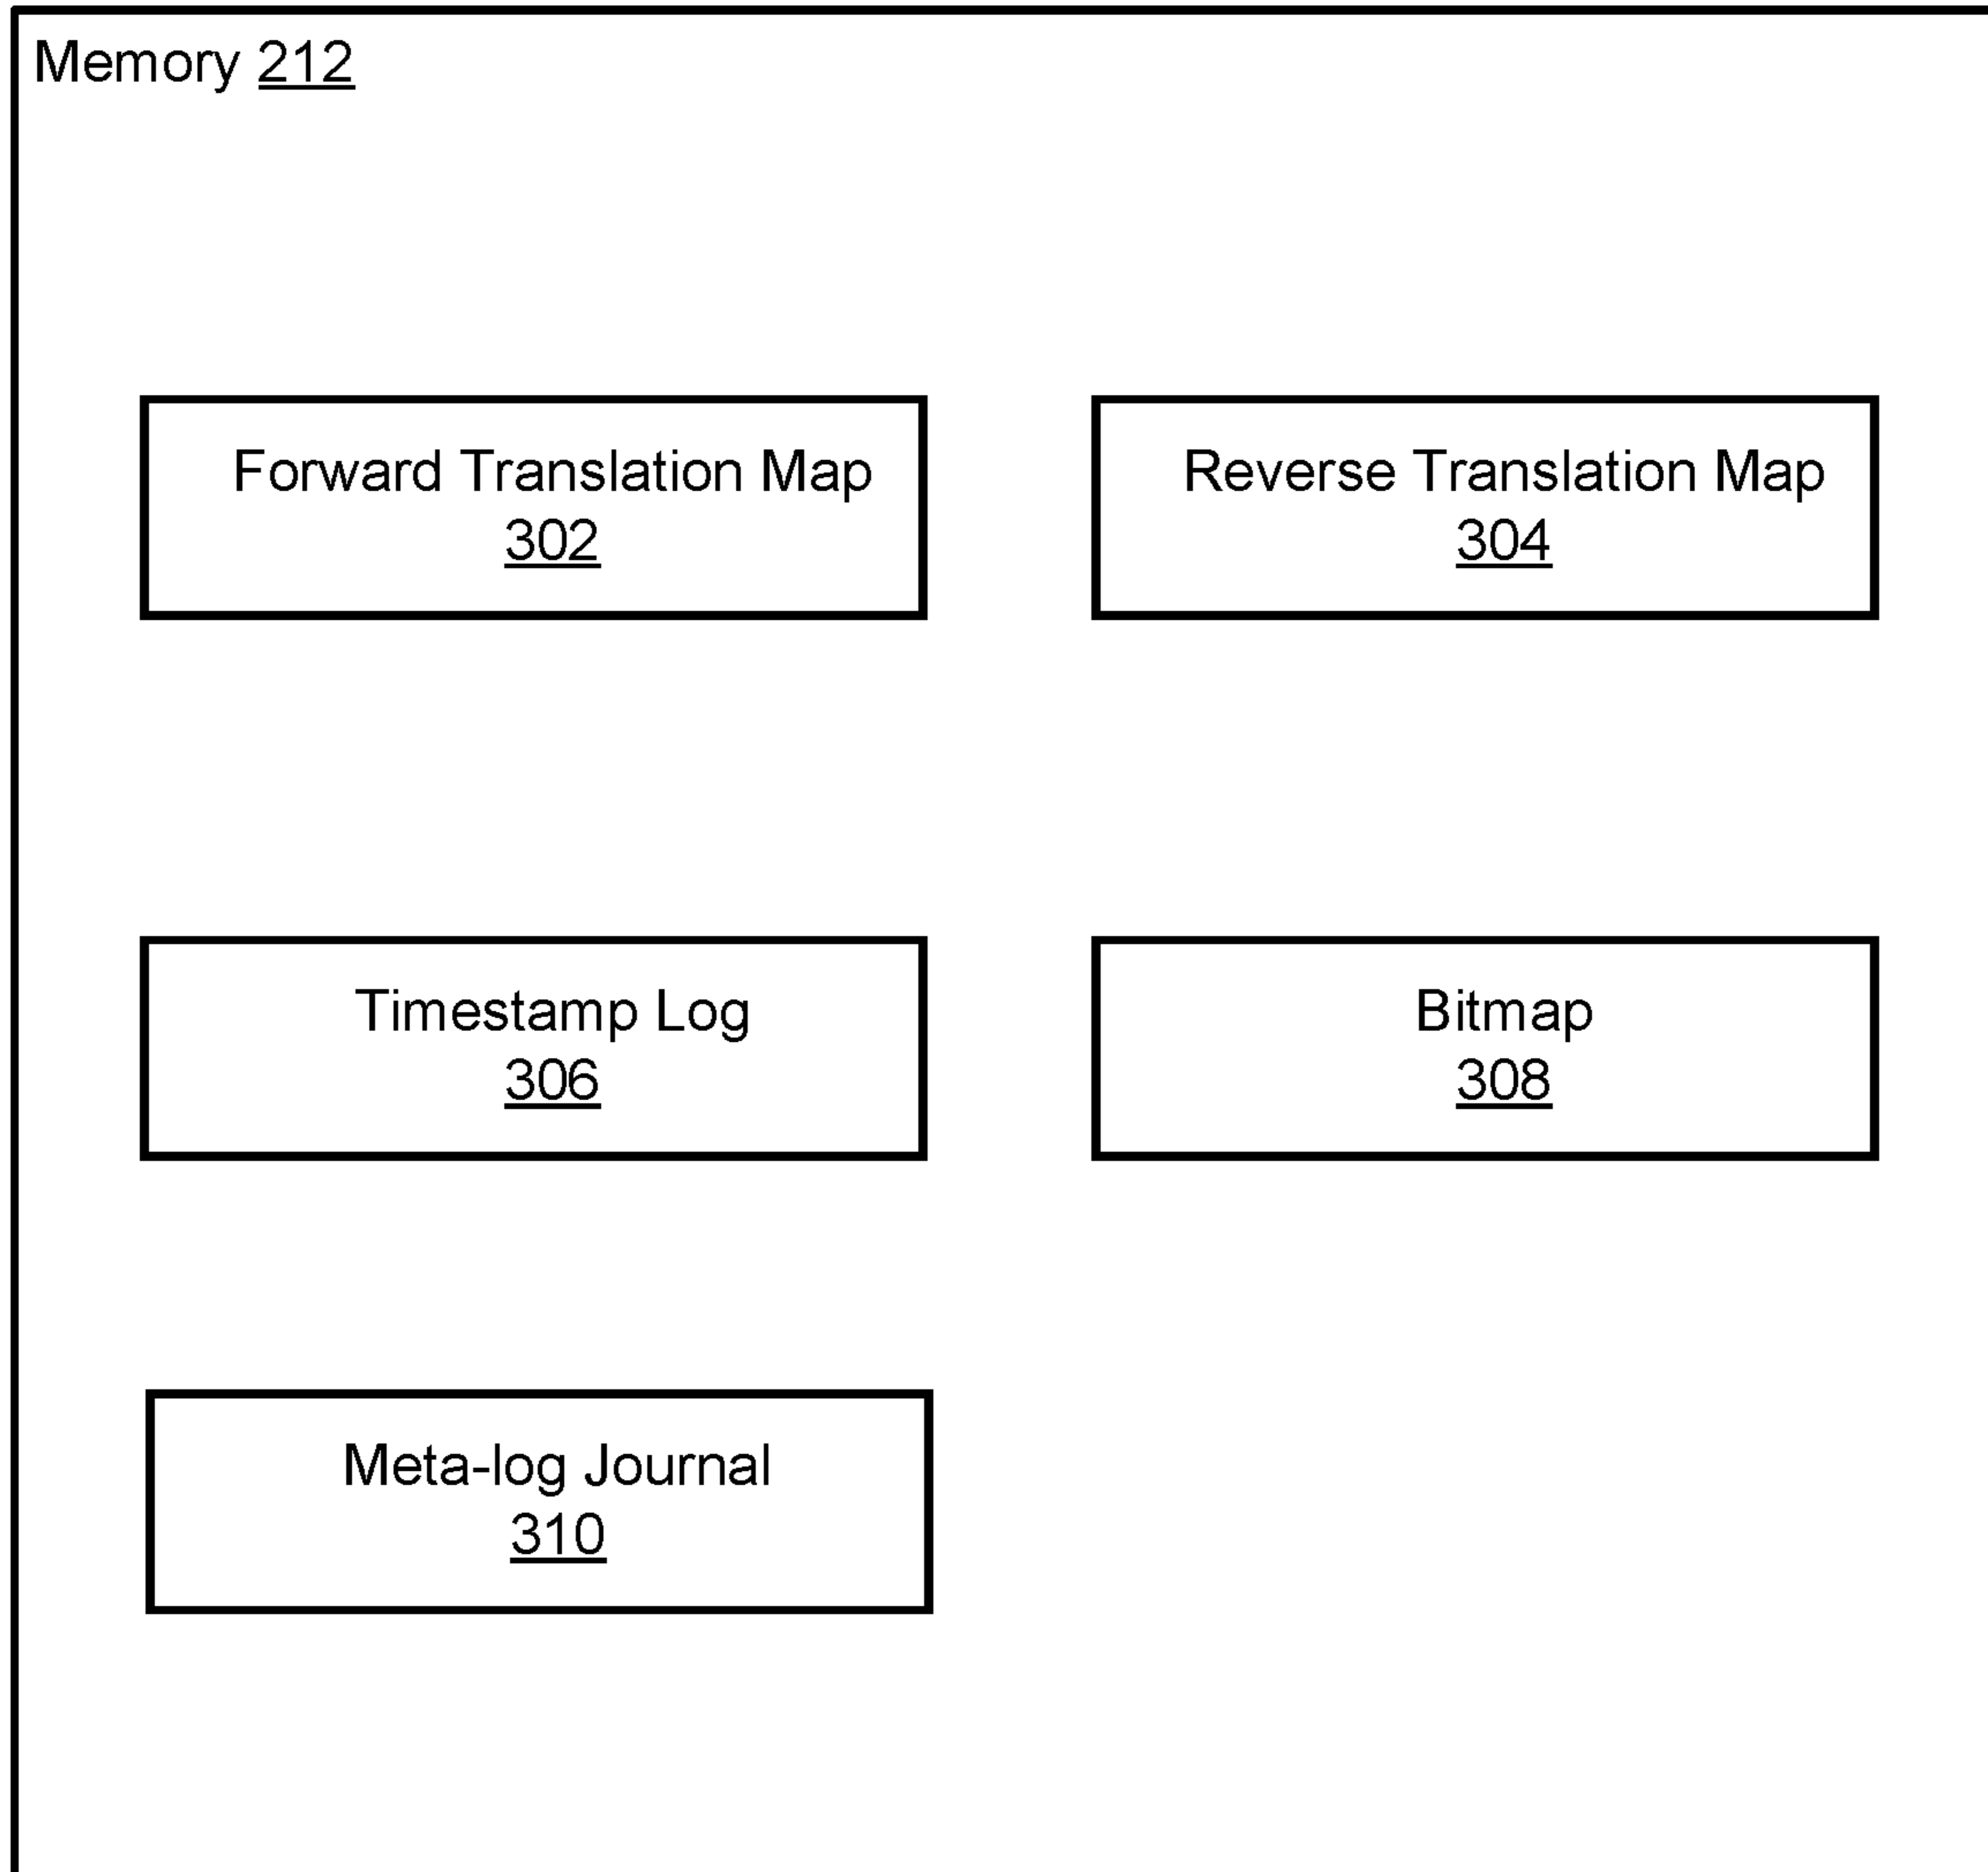 Memory 212
Forward Translation Map
302
Reverse Translation Map
304
Timestamp Log
306
Bitmap
308
Meta-log Journal
310